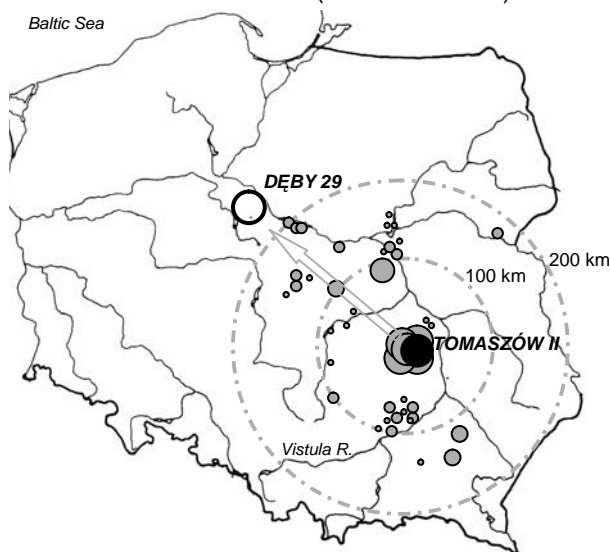 Baltic Sea
DĘBY 29
200 km
100 km
TOMASZÓW II
Vistula R.